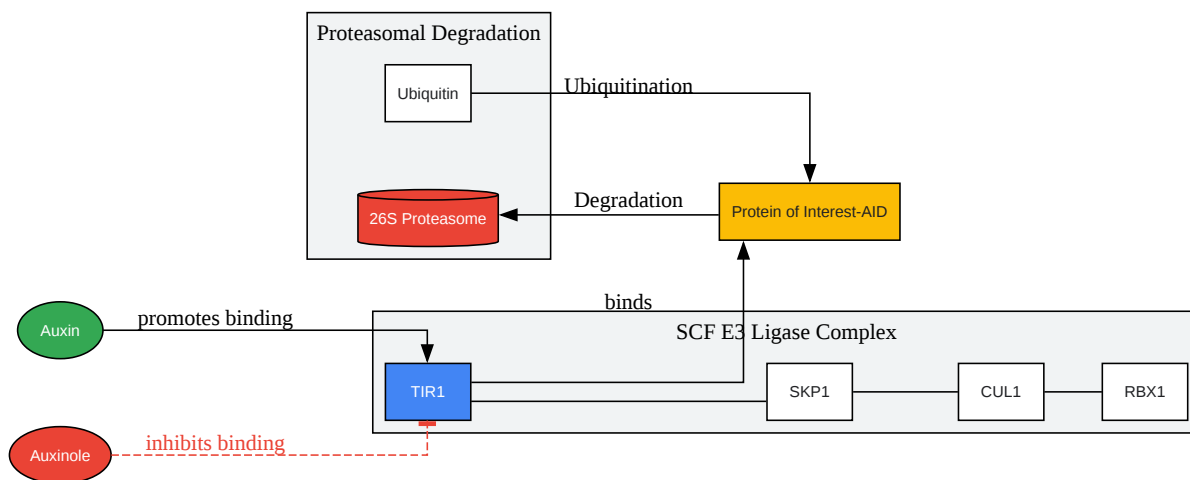 Proteasomal Degradation
Ubiquitin
Ubiquitination
26S Proteasome
Degradation
Protein of Interest-AID
binds
Auxin
promotes binding
SCF E3 Ligase Complex
TIR1
SKP1
CUL1
RBX1
Auxinole
inhibits binding